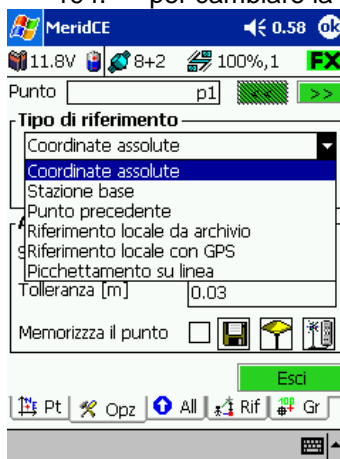 per cambiare la
MeridCE 0.58 ok
11.8V 8+2 100%,1 FX
Punto p1 << >>
Tipo di riferimento
Coordinate assolute
Coordinate assolute
Stazione base
Punto precedente
Riferimento locale da archivio
Riferimento locale con GPS
Picchettamento su linea
Tolleranza [m] 0.03
Memorizzza il punto
Esci
Pt Opz All Rif Gr